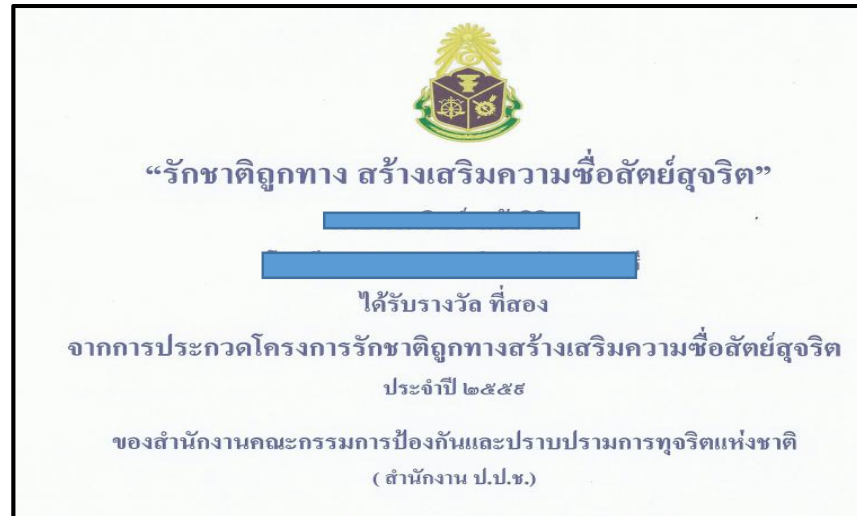 “รักชาติถูกทาง สร้างเสริมความซื่อสัตย์สุจริต”
ได้รับรางวัล ที่สอง
จากการประกวดโครงการรักชาติถูกทางสร้างเสริมความซื่อสัตย์สุจริต
ประจำปี ๒๕๕๙
ของสำนักงานคณะกรรมการป้องกันและปราบปรามการทุจริตแห่งชาติ
( สำนักงาน ป.ป.ช.)